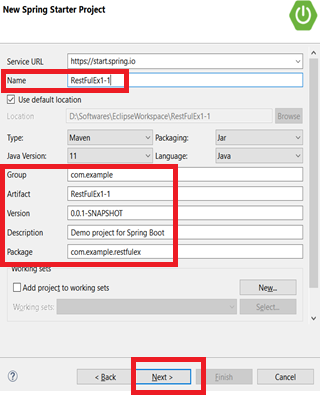 New Spring Starter Project
Service URL https://start.spring.io
Name RestFulEx1-1
Use default location
Location D:\Softwares\EclipseWorkspace\RestFulEx1-1 Browse
Type: Maven Packaging: Jar
Java Version: 11 Language: Java
Group com.example
Artifact RestFulEx1-1
Version 0.0.1-SNAPSHOT
Description Demo project for Spring Boot
Package com.example.restfulex
Working sets
Add project to working sets New...
Working sets: Select...
? < Back Next > Finish Cancel